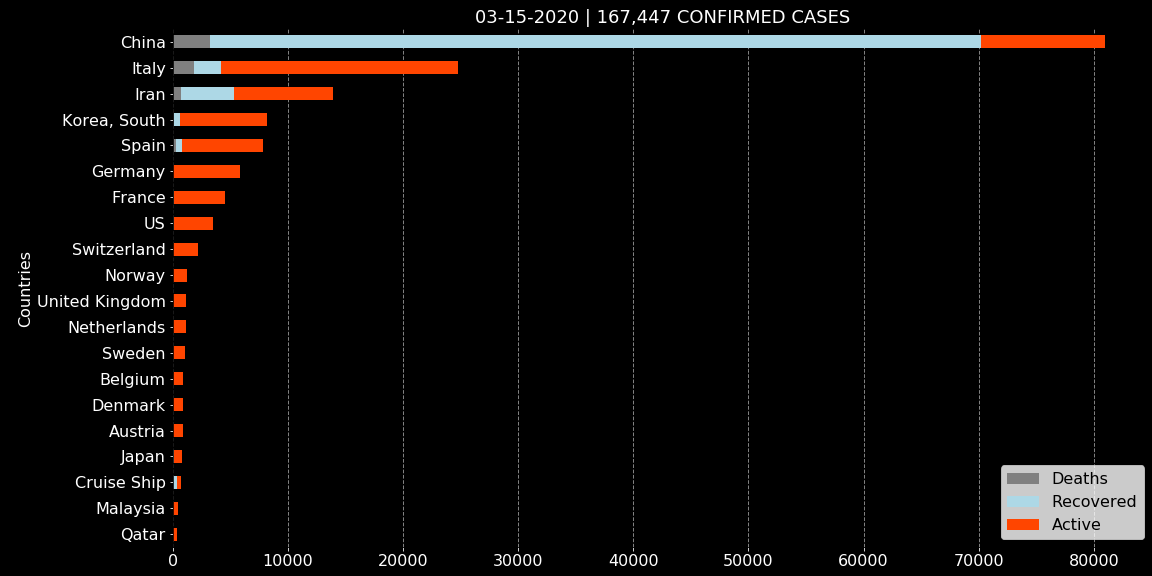 03-15-2020 | 167,447 CONFIRMED CASES
Countries
China
Italy
Iran
Korea, South
Spain
Germany
France
US
Switzerland
Norway
United Kingdom
Netherlands
Sweden
Belgium
Denmark
Austria
Japan
Cruise Ship
Malaysia
Qatar
0 10000 20000 30000 40000 50000 60000 70000 80000
Deaths
Recovered
Active